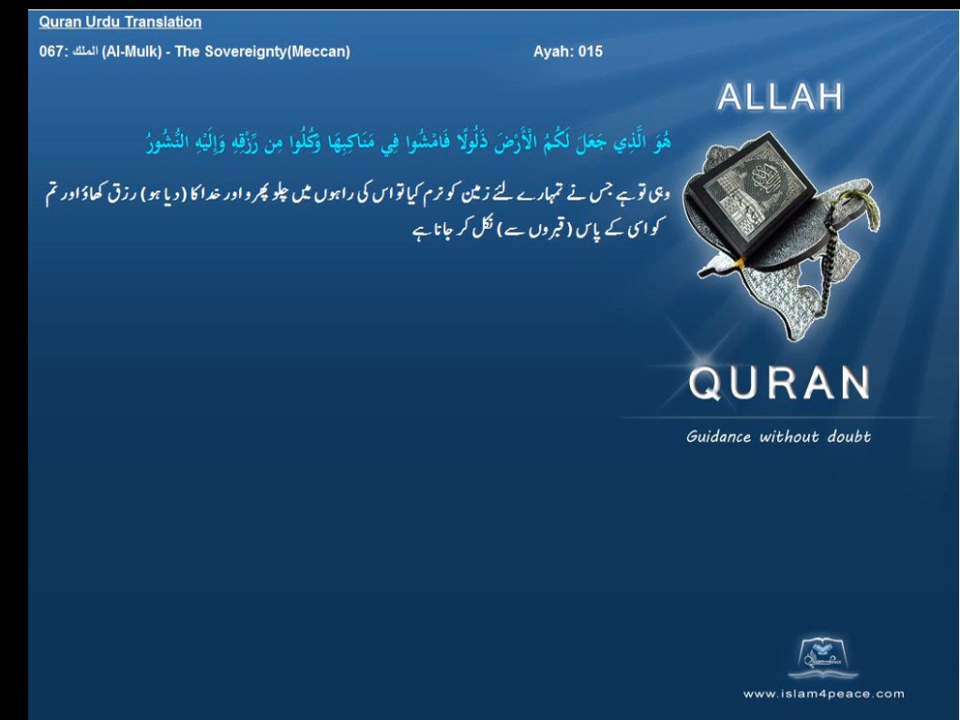 Quran Urdu Translation
067: الملك (Al-Mulk) - The Sovereignty(Meccan) Ayah: 015
ALLAH
هُوَ الَّذِي جَعَلَ لَكُمُ الْأَرْضَ ذَلُولًا فَامْشُوا فِي مَنَاكِبِهَا وَكُلُوا مِن رِّزْقِهِ وَإِلَيْهِ النُّشُورُ
وہی تو ہے جس نے تمہارے لئے زمین کو نرم کیا تو اس کی راہوں میں چلو پھرو اور خدا کا (دیا ہو) رزق کھاؤ اور تم
کو اسی کے پاس (قبروں سے) نکل کر جانا ہے
QURAN
Guidance without doubt
www.islam4peace.com